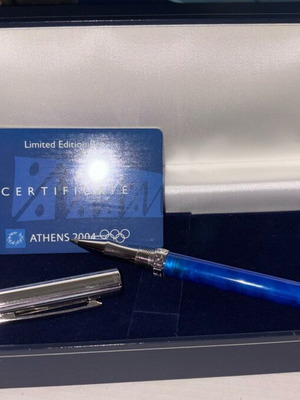 Limited Edition
CERTIFICATE
ATHENS 2004